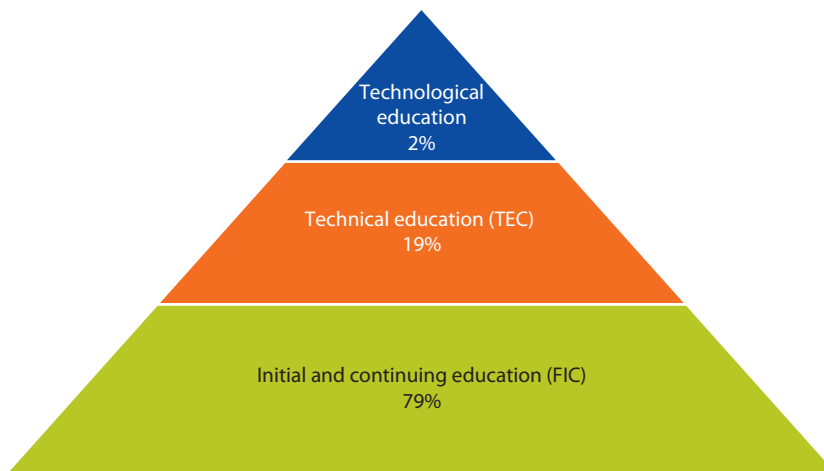 Technological
education
2%
Technical education (TEC)
19%
Initial and continuing education (FIC)
79%